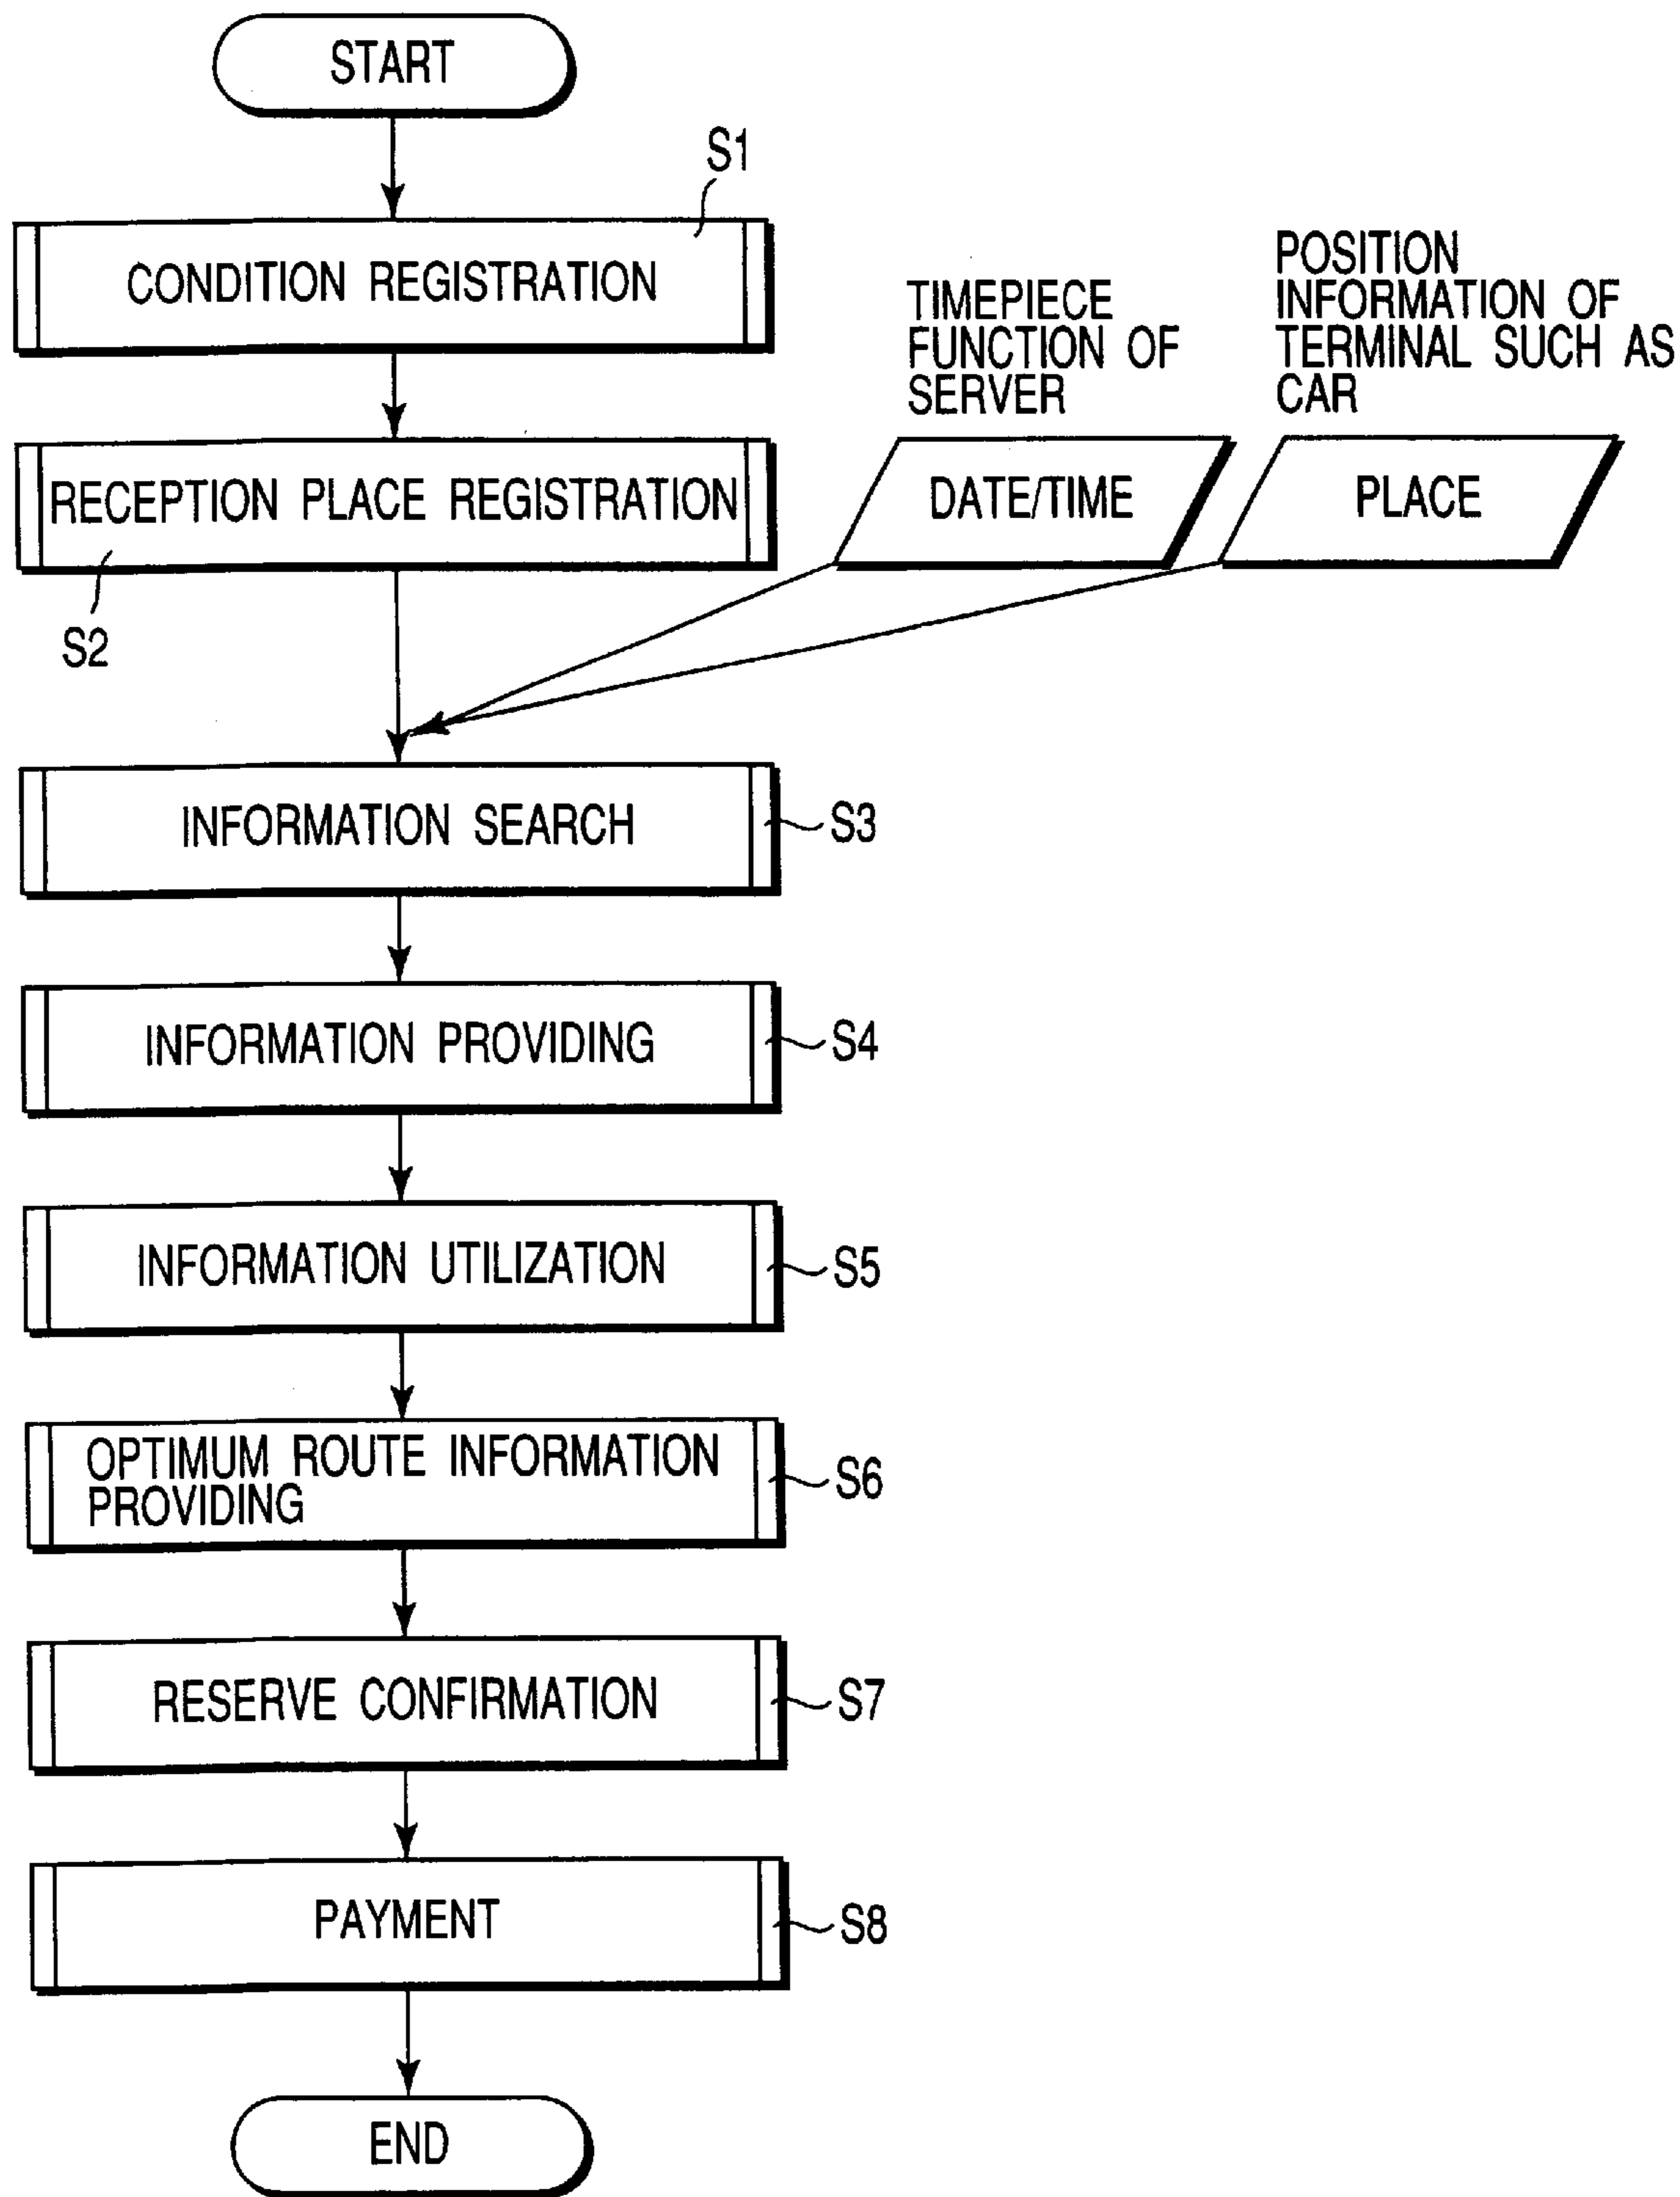 START
S1
CONDITION REGISTRATION
TIMEPIECE
FUNCTION OF
SERVER
POSITION
INFORMATION OF
TERMINAL SUCH AS
CAR
RECEPTION PLACE REGISTRATION
DATE/TIME
PLACE
S2
INFORMATION SEARCH
S3
INFORMATION PROVIDING
S4
INFORMATION UTILIZATION
S5
OPTIMUM ROUTE INFORMATION
PROVIDING
S6
RESERVE CONFIRMATION
S7
PAYMENT
S8
END